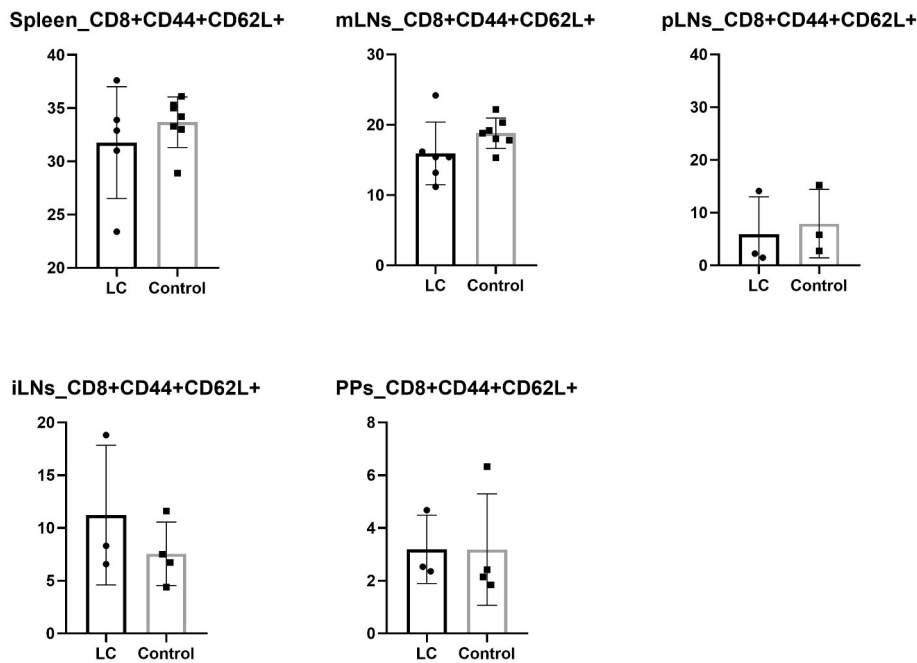 Spleen_CD8+CD44+CD62L+
40
35
30
25
20
LC
Control
mLNs_CD8+CD44+CD62L+
30
20
10
0
LC
Control
pLNs_CD8+CD44+CD62L+
40
30
20
10
0
LC
Control
iLNs_CD8+CD44+CD62L+
20
15
10
5
0
LC
Control
PPs_CD8+CD44+CD62L+
8
6
4
2
0
LC
Control